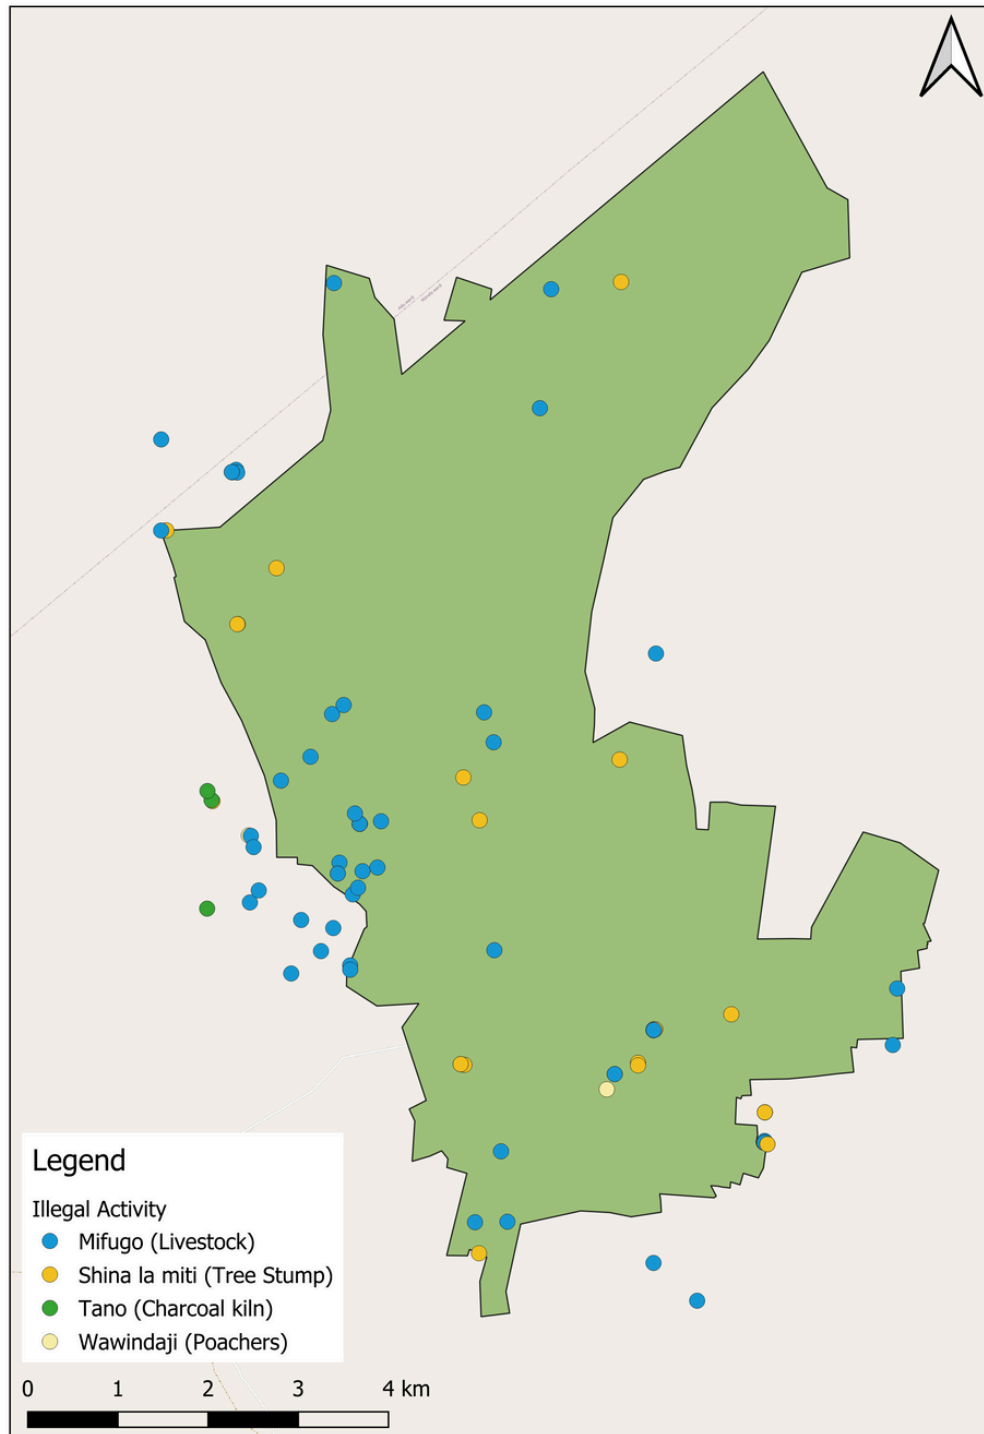 Legend
Illegal Activity
Mifugo (Livestock)
Shina la miti (Tree Stump)
Tano (Charcoal kiln)
Wawindaji (Poachers)
0 1 2 3 4 km